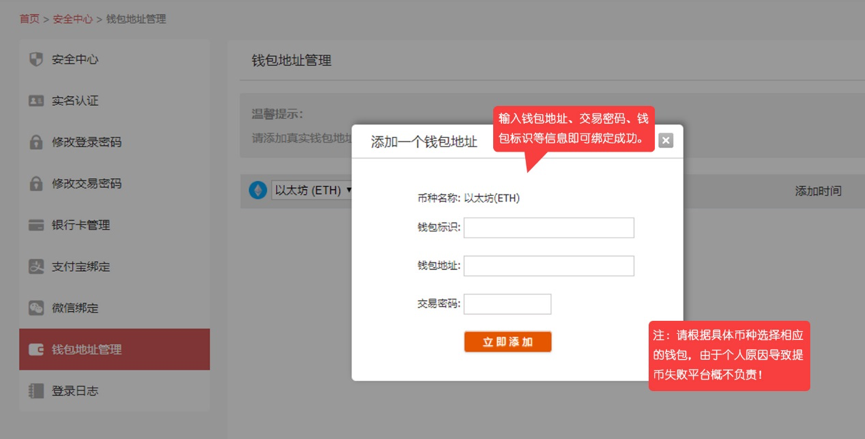 首页 > 安全中心 > 钱包地址管理
安全中心
实名认证
修改登录密码
修改交易密码
银行卡管理
支付宝绑定
微信绑定
钱包地址管理
登录日志
钱包地址管理
温馨提示：
请添加真实钱包地址
以太坊 (ETH)
添加时间
添加一个钱包地址
输入钱包地址、交易密码、钱
包标识等信息即可绑定成功。
币种名称: 以太坊(ETH)
钱包标识:
钱包地址:
交易密码:
立即添加
注：请根据具体币种选择相应
的钱包，由于个人原因导致提
币失败平台概不负责！